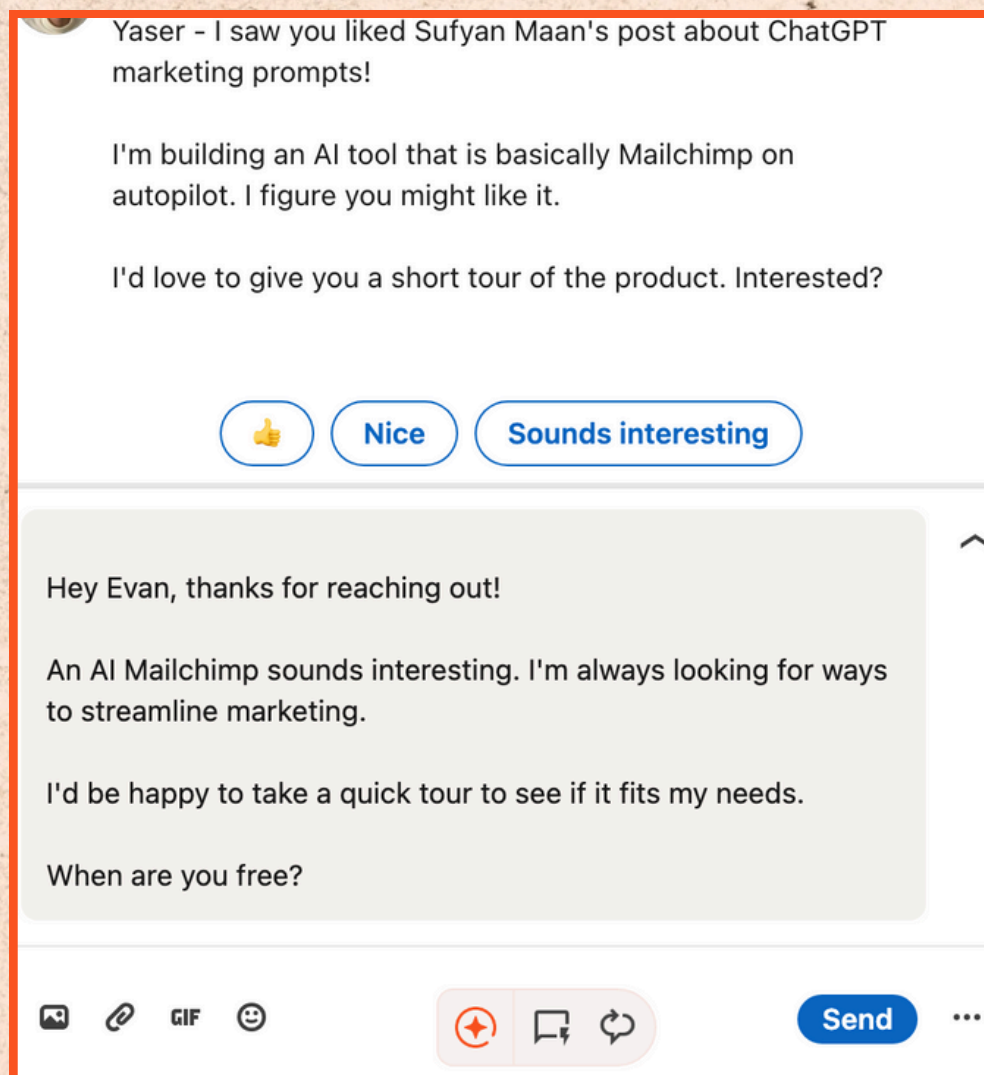 Yaser - I saw you liked Sufyan Maan's post about ChatGPT
marketing prompts!
I'm building an AI tool that is basically Mailchimp on
autopilot. I figure you might like it.
I'd love to give you a short tour of the product. Interested?
👍
Nice
Sounds interesting
Hey Evan, thanks for reaching out!
An AI Mailchimp sounds interesting. I'm always looking for ways
to streamline marketing.
I'd be happy to take a quick tour to see if it fits my needs.
When are you free?
GIF
Send